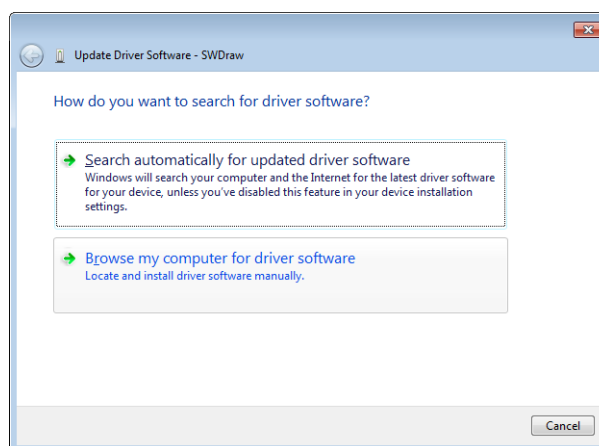 Update Driver Software - SWDraw
How do you want to search for driver software?
Search automatically for updated driver software
Windows will search your computer and the Internet for the latest driver software
for your device, unless you've disabled this feature in your device installation
settings.
Browse my computer for driver software
Locate and install driver software manually.
Cancel